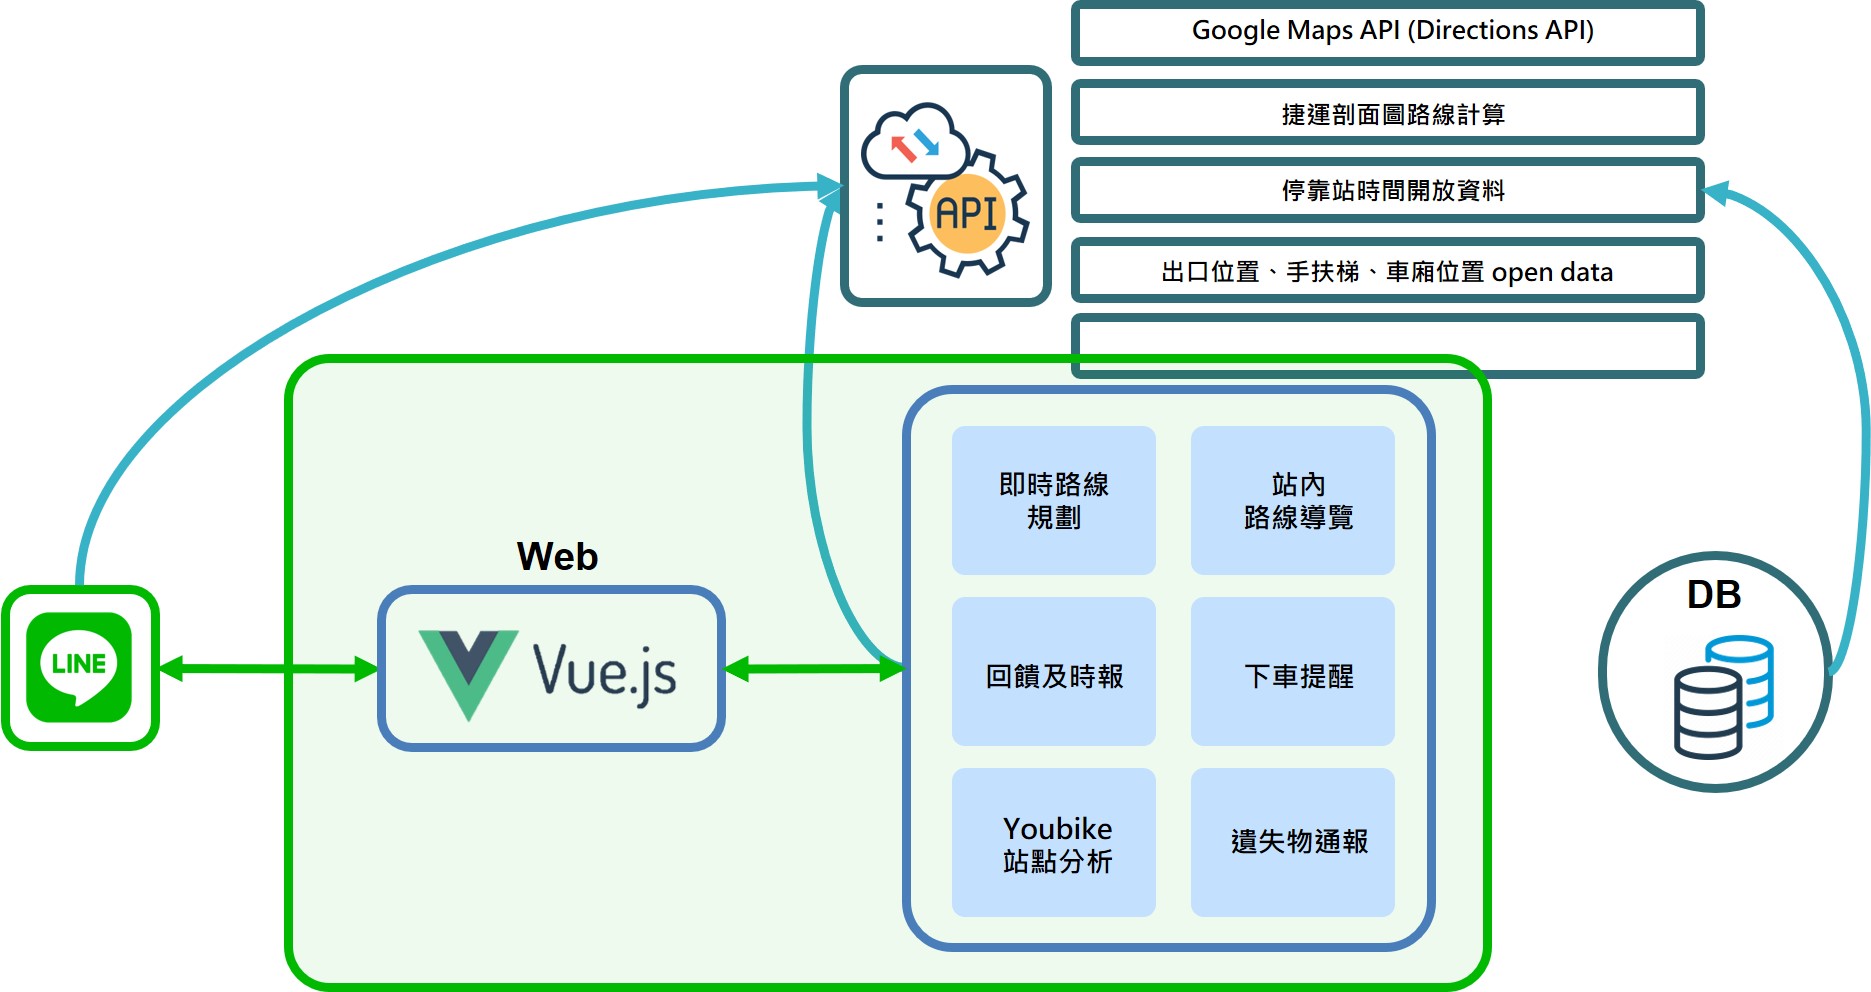 Google Maps API (Directions API)
捷運剖面圖路線計算
停靠站時間開放資料
出口位置、手扶梯、車廂位置 open data
API
即時路線
規劃
站內
路線導覽
Web
LINE
Vue.js
回饋及時報
下車提醒
DB
Youbike
站點分析
遺失物通報